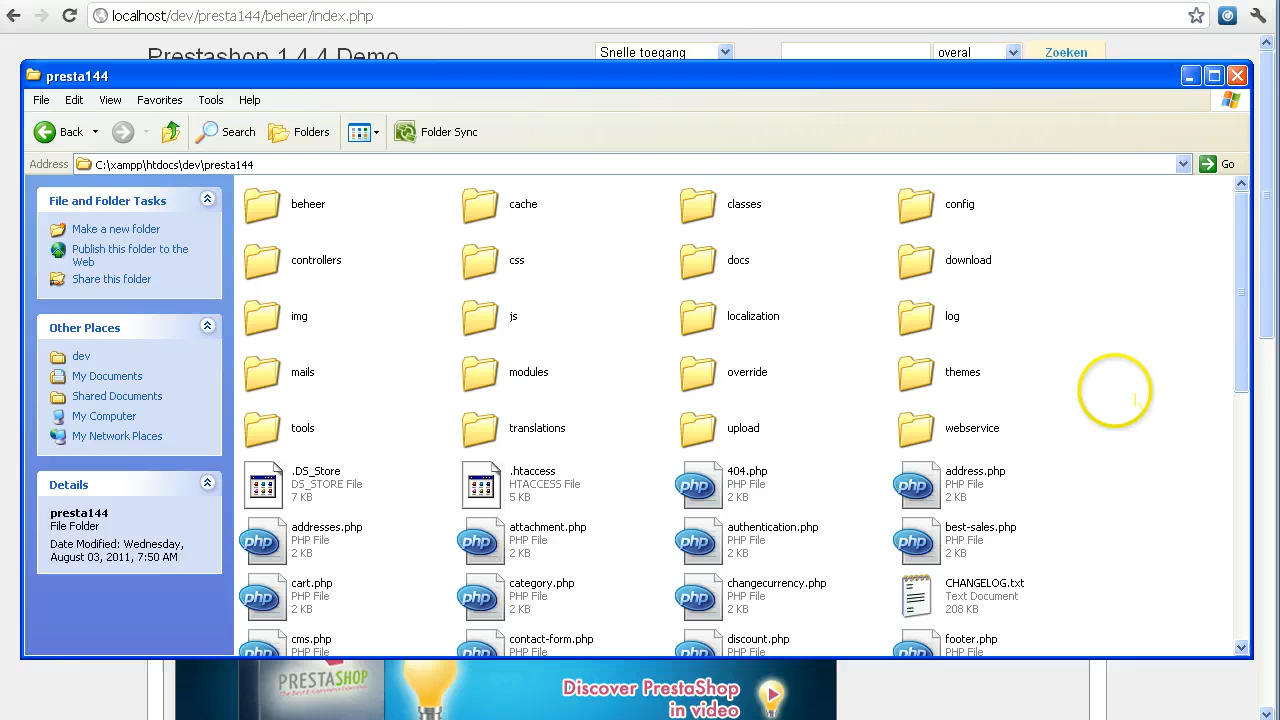 localhost/dev/presta144/beheer/index.php
Prestashop 1.4.4 Demo
Snelle toegang
overal
Zoeken
presta144
File Edit View Favorites Tools Help
Back Search Folders Folder Sync
Address C:\xampp\htdocs\dev\presta144 Go
File and Folder Tasks
Make a new folder
Publish this folder to the
Web
Share this folder
Other Places
dev
My Documents
Shared Documents
My Computer
My Network Places
Details
presta144
File Folder
Date Modified: Wednesday,
August 03, 2011, 7:50 AM
beheer cache classes config
controllers css docs download
img js localization log
mails modules override themes
tools translations upload webservice
.DS_Store .htaccess 404.php address.php
DS_STORE File HTACCESS File PHP File PHP File
7 KB 5 KB 2 KB 2 KB
addresses.php attachment.php authentication.php best-sales.php
PHP File PHP File PHP File PHP File
2 KB 2 KB 2 KB 2 KB
cart.php category.php changecurrency.php CHANGELOG.txt
PHP File PHP File PHP File Text Document
2 KB 2 KB 2 KB 208 KB
cms.php contact-form.php discount.php footer.php
PHP File PHP File PHP File PHP File
PRESTASHOP
Discover PrestaShop
in video